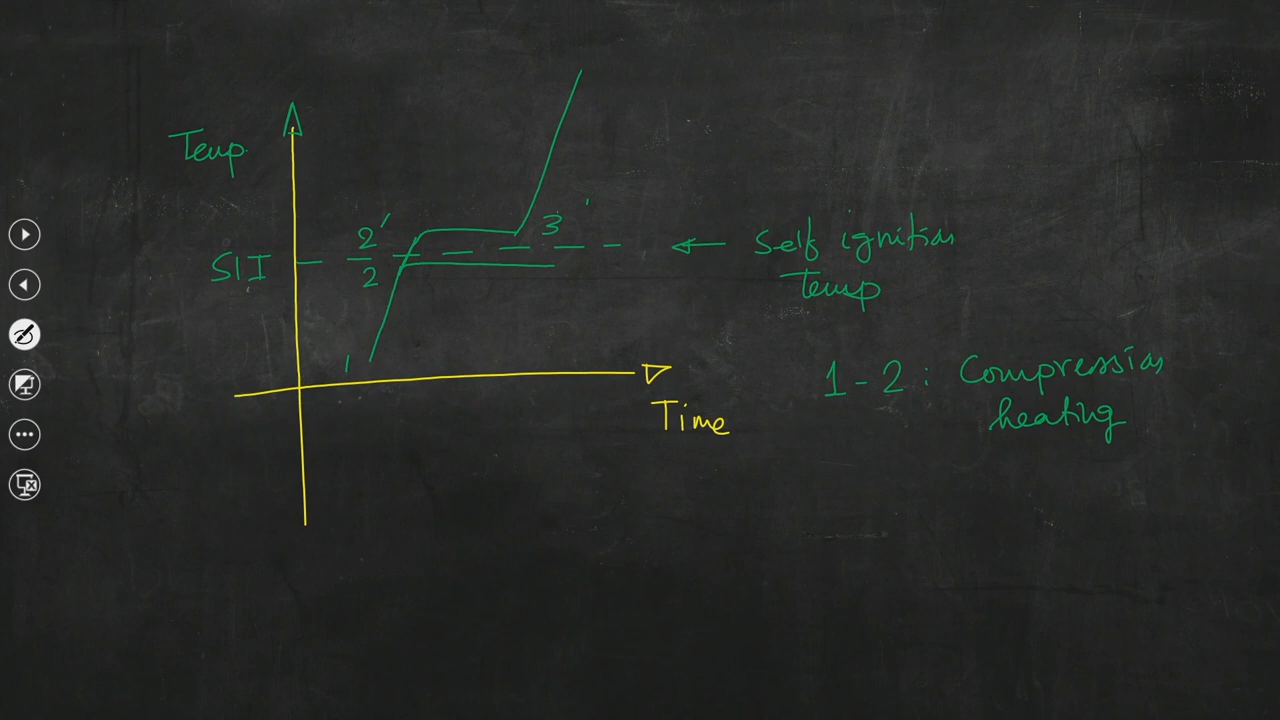 Temp.
2'
3'
SIT
2
Self ignition
Temp
1
1-2: Compression
heating
Time